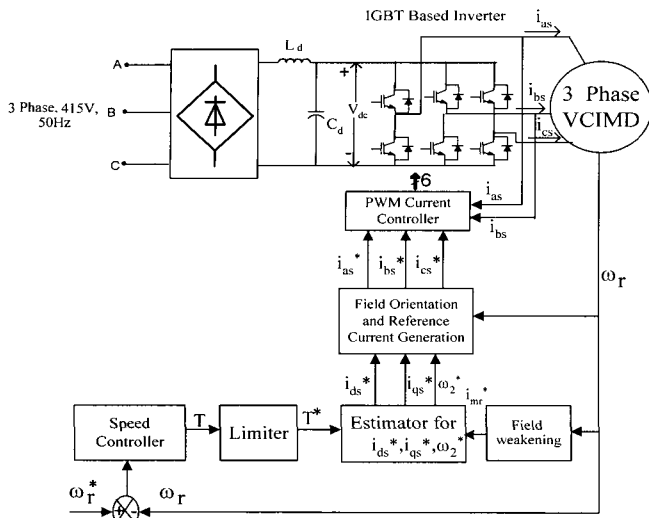 IGBT Based Inverter
i_as
L_d
A
+
3 Phase, 415V,
50Hz
B
C_d
V_dc
i_bs
3 Phase
VCIMD
i_cs
-
C
6
PWM Current
Controller
i_as
i_bs
i_as* i_bs* i_cs*
ω_r
Field Orientation
and Reference
Current Generation
i_ds* i_qs* ω_2* i_mr*
Speed
Controller
T
Limiter
T*
Estimator for
i_ds*,i_qs*,ω_2*
Field
weakening
ω_r* + - ω_r